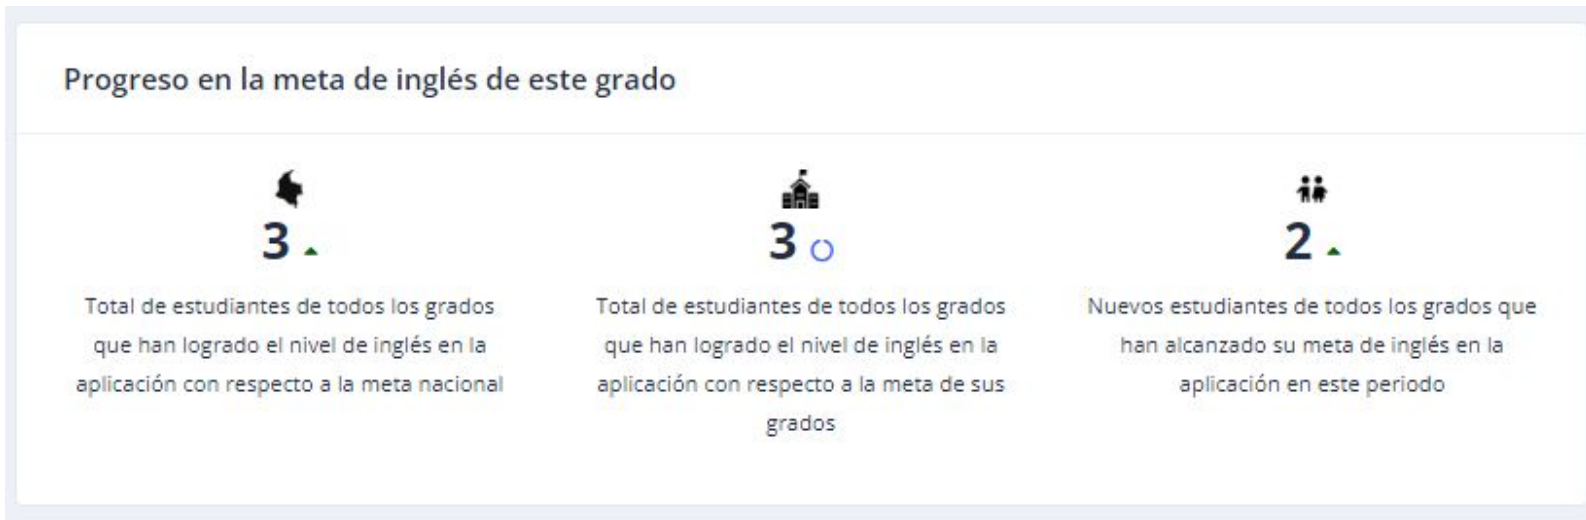 Progreso en la meta de inglés de este grado
3
Total de estudiantes de todos los grados
que han logrado el nivel de inglés en la
aplicación con respecto a la meta nacional
3
Total de estudiantes de todos los grados
que han logrado el nivel de inglés en la
aplicación con respecto a la meta de sus
grados
2
Nuevos estudiantes de todos los grados que
han alcanzado su meta de inglés en la
aplicación en este periodo